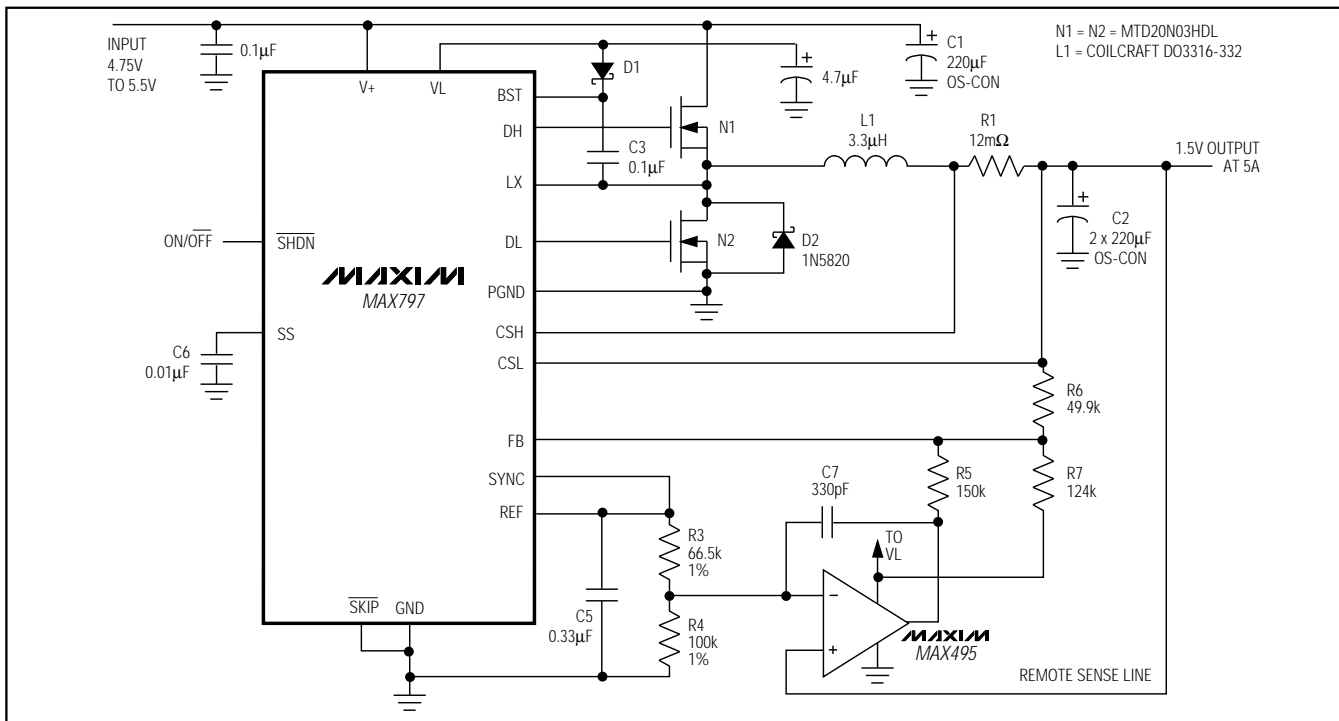 INPUT
4.75V
TO 5.5V
0.1μF
V+
VL
D1
4.7μF
C1
220μF
OS-CON
N1 = N2 = MTD20N03HDL
L1 = COILCRAFT DO3316-332
BST
DH
N1
C3
0.1μF
LX
L1
3.3μH
R1
12mΩ
1.5V OUTPUT
AT 5A
C2
2 x 220μF
OS-CON
ON/OFF
SHDN
MAXIM
MAX797
DL
N2
D2
1N5820
PGND
CSH
CSL
SS
C6
0.01μF
R6
49.9k
FB
SYNC
REF
R5
150k
R7
124k
C7
330pF
R3
66.5k
1%
TO
VL
SKIP
GND
C5
0.33μF
R4
100k
1%
−
+
MAXIM
MAX495
REMOTE SENSE LINE